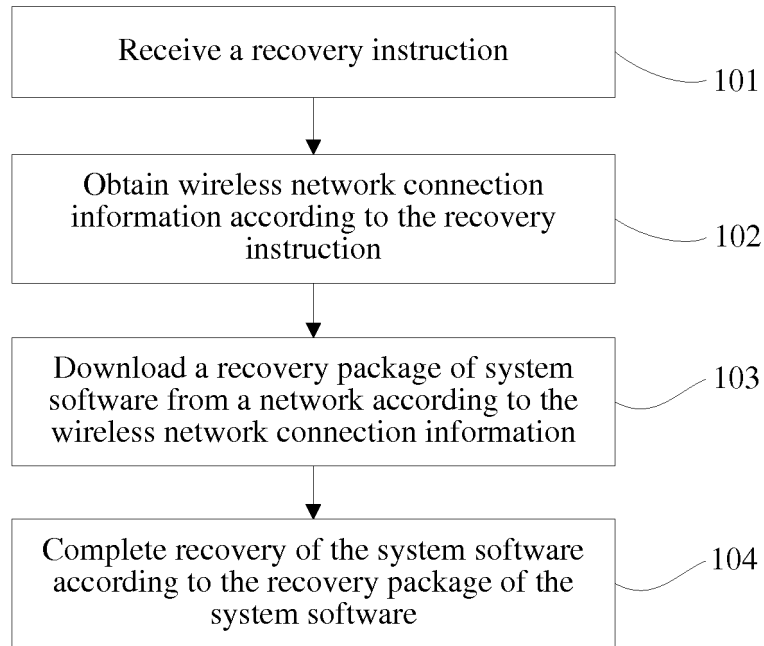 Receive a recovery instruction
101
Obtain wireless network connection
information according to the recovery
instruction
102
Download a recovery package of system
software from a network according to the
wireless network connection information
103
Complete recovery of the system software
according to the recovery package of the
system software
104